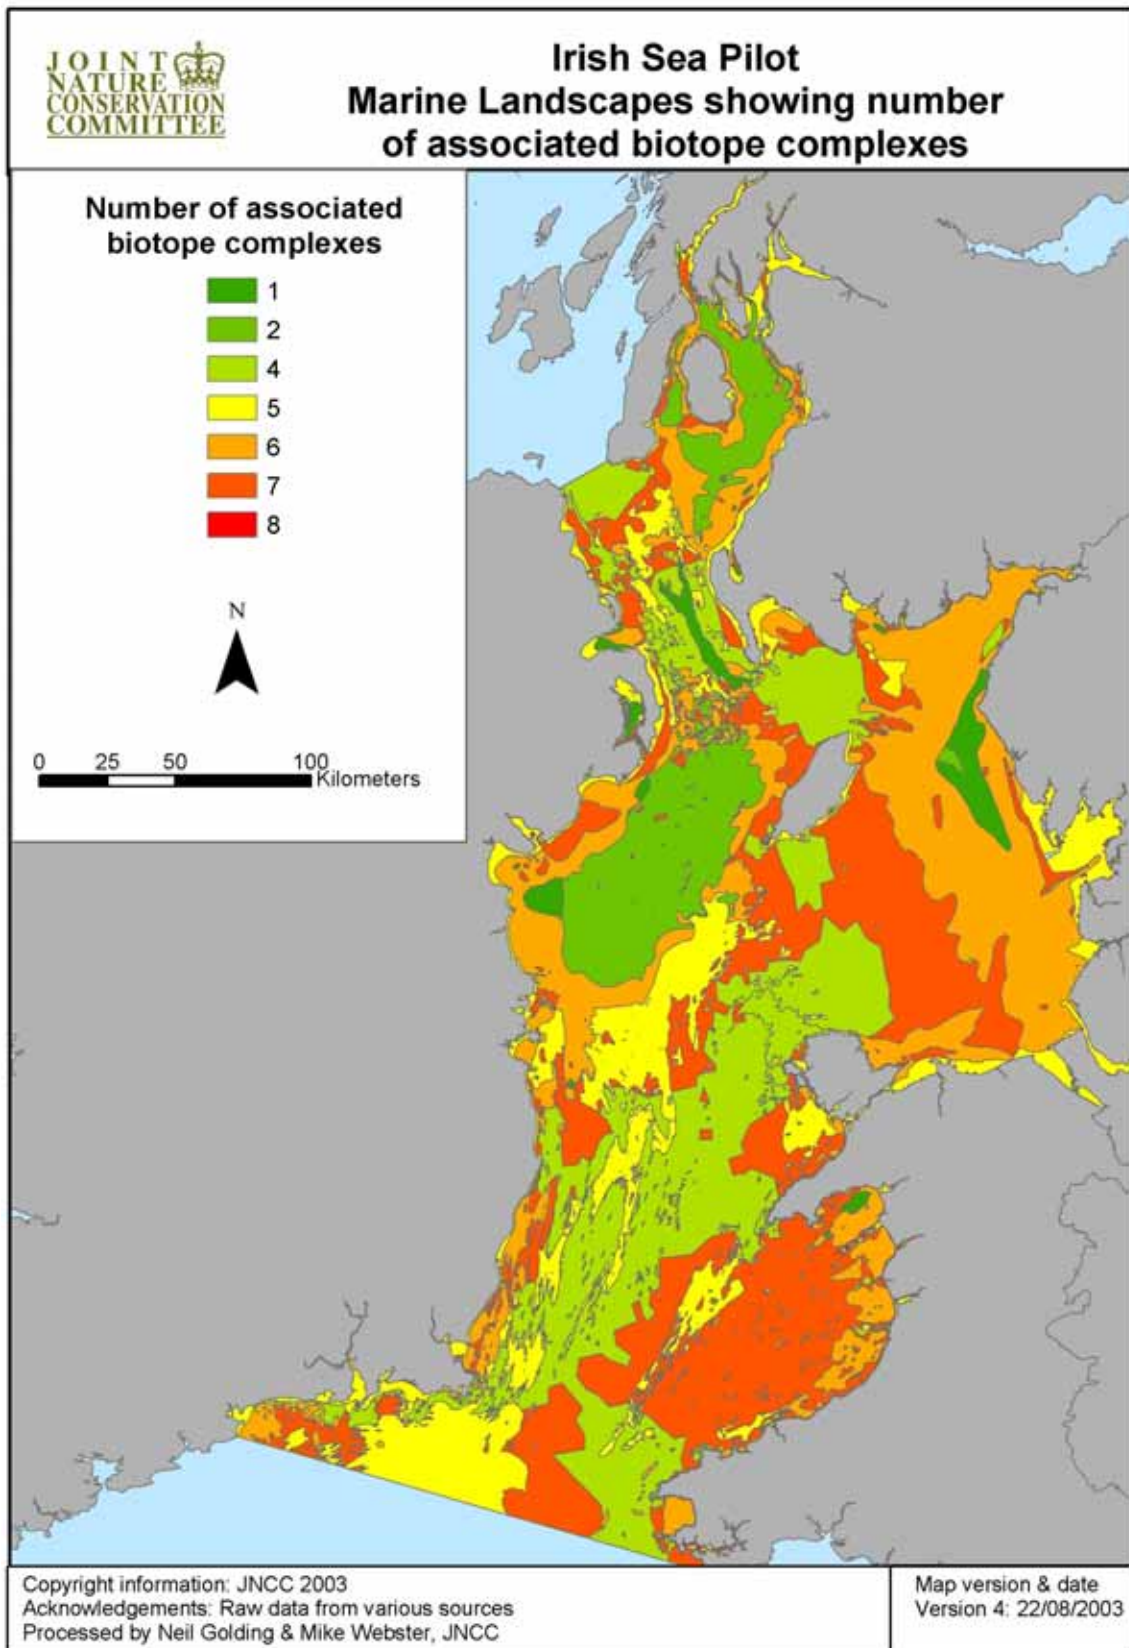 JOINT
NATURE
CONSERVATION
COMMITTEE
Irish Sea Pilot
Marine Landscapes showing number
of associated biotope complexes
Number of associated
biotope complexes
1
2
4
5
6
7
8
N
0 25 50 100
Kilometers
Copyright information: JNCC 2003
Acknowledgements: Raw data from various sources
Processed by Neil Golding & Mike Webster, JNCC
Map version & date
Version 4: 22/08/2003